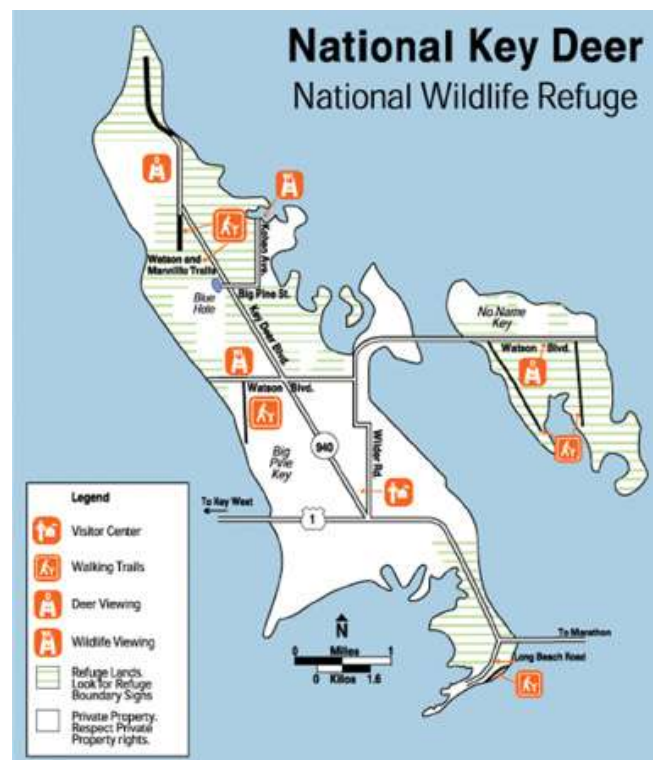 National Key Deer
National Wildlife Refuge
Koehn Ave.
Watson and
Mannillo Trails
Blue
Hole
Big Pine St.
Key Deer Blvd.
No Name
Key
Watson Blvd.
Watson Blvd.
940
Wilder Rd
Big
Pine
Key
To Key West
1
Legend
Visitor Center
Walking Trails
Deer Viewing
Wildlife Viewing
Refuge Lands.
Look for Refuge
Boundary Signs
Private Property.
Respect Private
Property rights.
N
0 Miles 1
0 Kilos 1.6
To Marathon
Long Beach Road